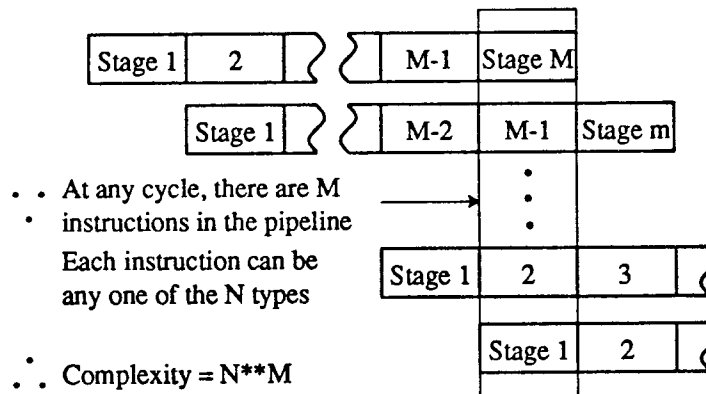 Stage 1 2 M-1 Stage M
Stage 1 M-2 M-1 Stage m
∴ At any cycle, there are M
instructions in the pipeline
Each instruction can be
any one of the N types
Stage 1 2 3
Stage 1 2
∴ Complexity = N**M